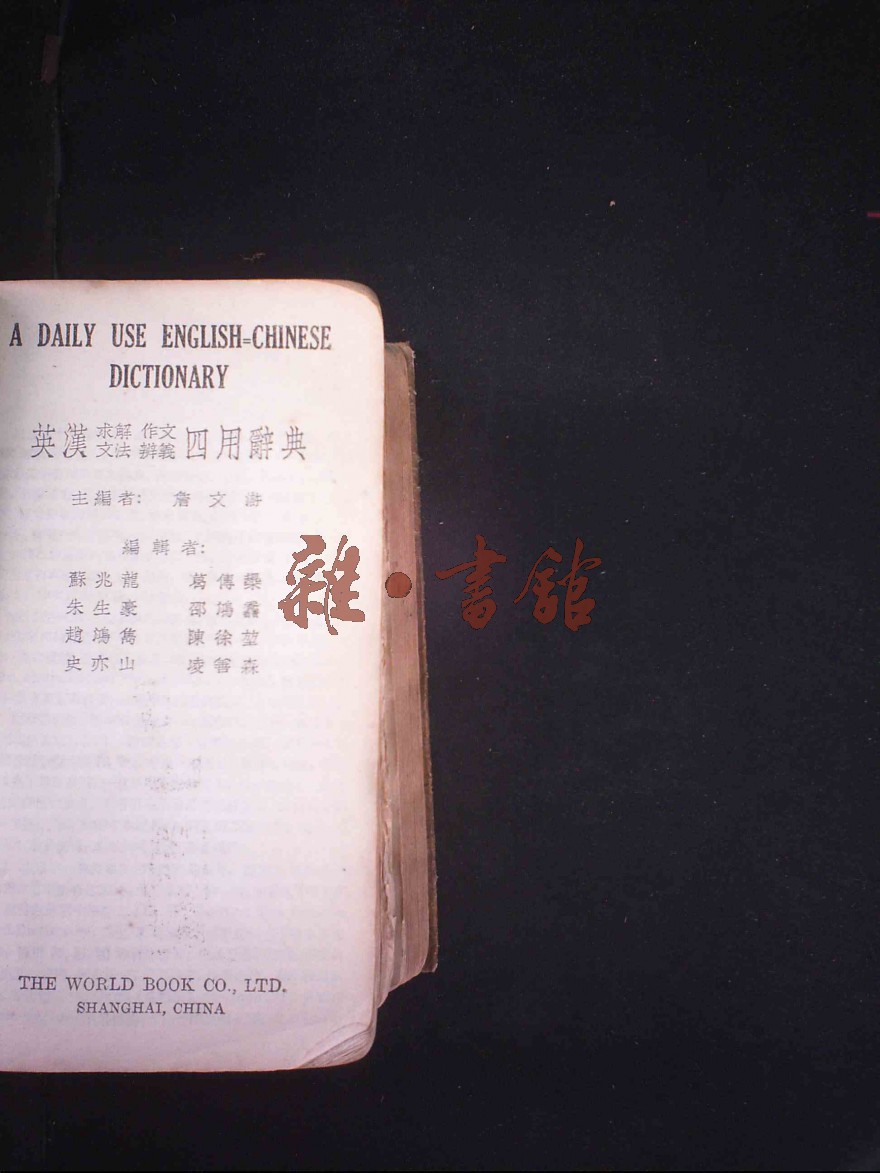 A DAILY USE ENGLISH=CHINESE
DICTIONARY
英漢 求解 作文 文法 辨義 四用辭典
主編者: 詹文滸
編輯者:
蘇兆龍 葛傳槼
朱生豪 邵鴻馫
趙鴻雋 陳徐堃
史亦山 凌善森
雜·書舘
THE WORLD BOOK CO., LTD.
SHANGHAI, CHINA